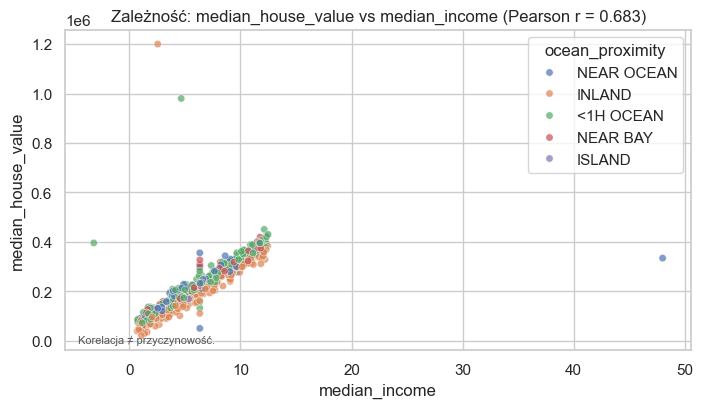 Zależność: median_house_value vs median_income (Pearson r = 0.683)
1e6
ocean_proximity
NEAR OCEAN
INLAND
<1H OCEAN
NEAR BAY
ISLAND
median_house_value
1.2
1.0
0.8
0.6
0.4
0.2
0.0
Korelacja ≠ przyczynowość.
0
10
20
30
40
50
median_income